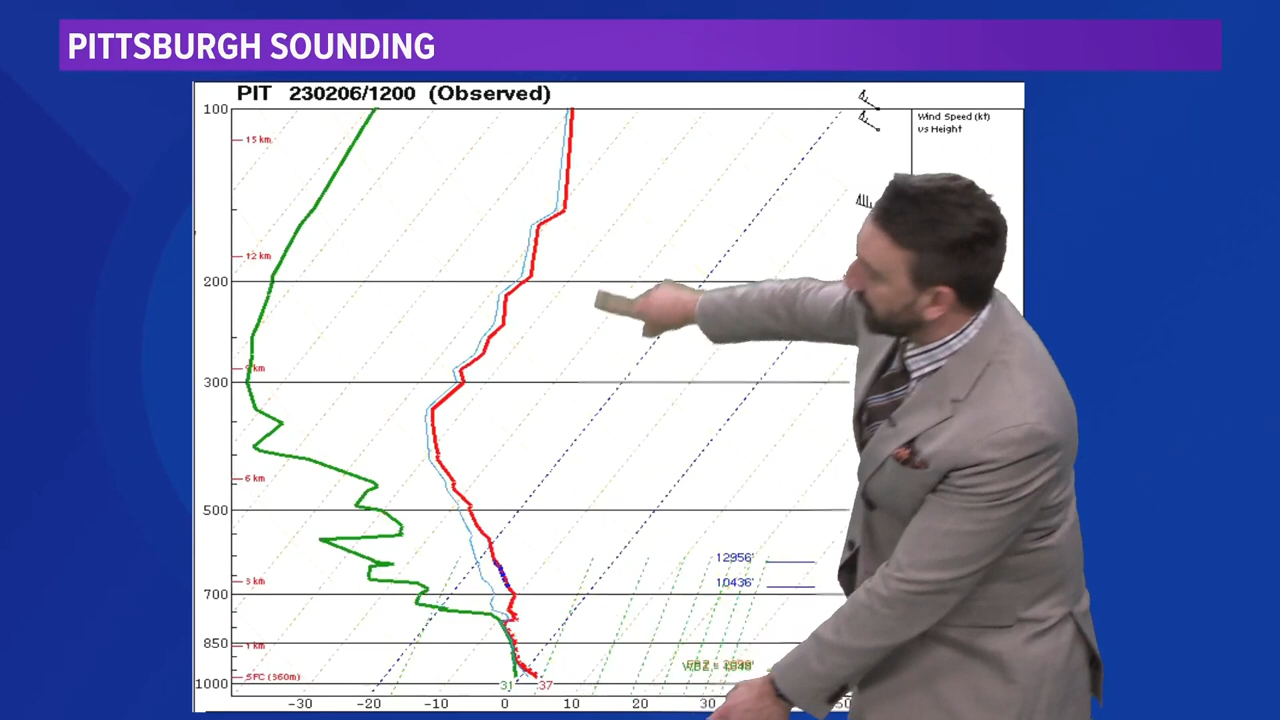 PITTSBURGH SOUNDING
PIT 230206/1200 (Observed)
100
15 km
Wind Speed (kt)
vs Height
12 km
200
km
300
6 km
500
12956'
10436'
3 km
700
850
1 km
SFC (360m)
1000
31 37
-30 -20 -10 0 10 20 30